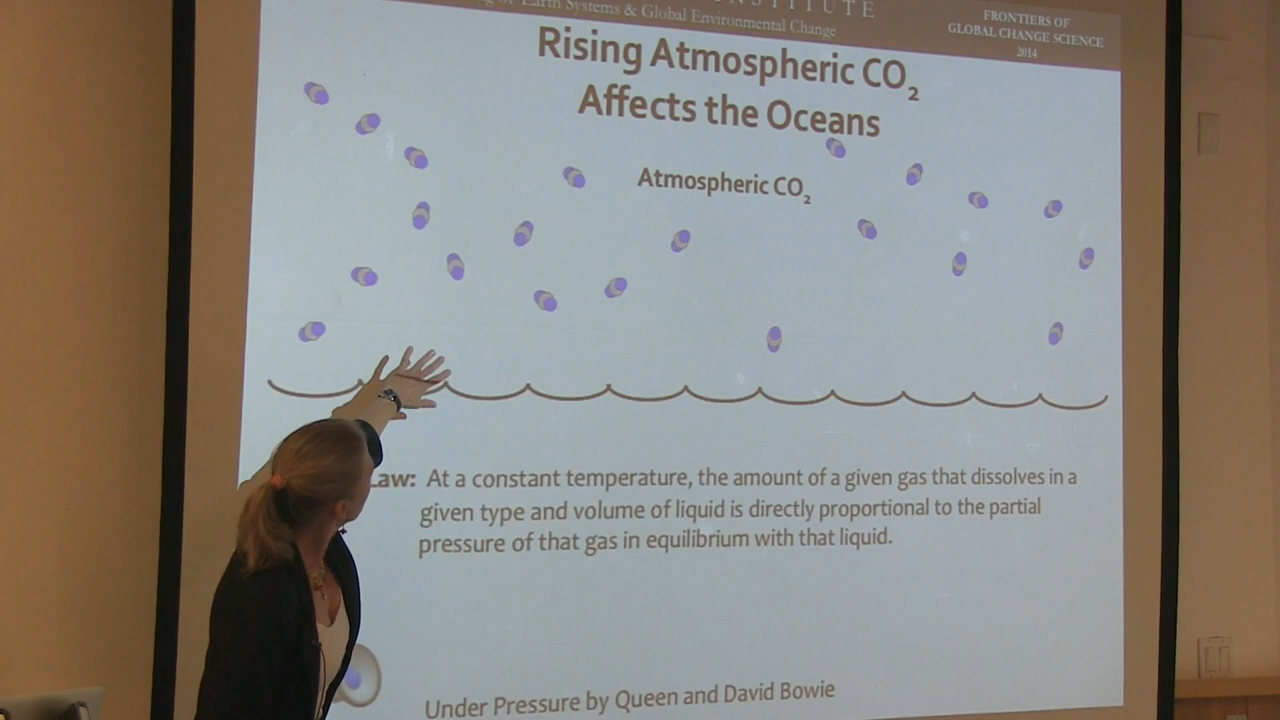 Earth Systems & Global Environmental Change
FRONTIERS OF
GLOBAL CHANGE SCIENCE
2014
Rising Atmospheric CO₂
Affects the Oceans
Atmospheric CO₂
Law: At a constant temperature, the amount of a given gas that dissolves in a
given type and volume of liquid is directly proportional to the partial
pressure of that gas in equilibrium with that liquid.
Under Pressure by Queen and David Bowie